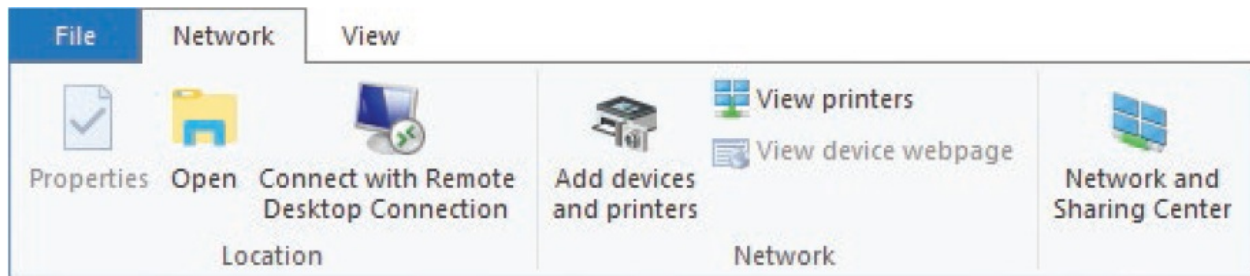 File Network View
Properties Open Connect with Remote
Desktop Connection
Location
Add devices
and printers
View printers
View device webpage
Network
Network and
Sharing Center